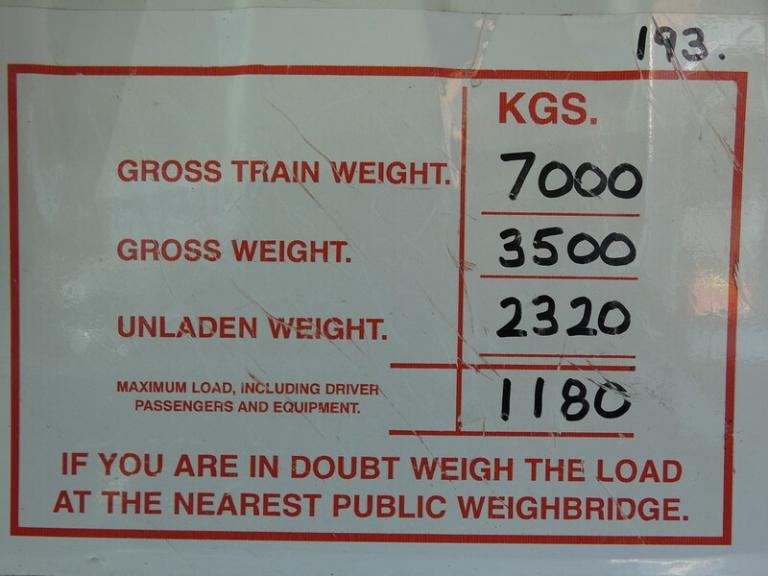 193.
KGS.
GROSS TRAIN WEIGHT. 7000
GROSS WEIGHT. 3500
UNLADEN WEIGHT. 2320
MAXIMUM LOAD, INCLUDING DRIVER
PASSENGERS AND EQUIPMENT. 1180
IF YOU ARE IN DOUBT WEIGH THE LOAD
AT THE NEAREST PUBLIC WEIGHBRIDGE.